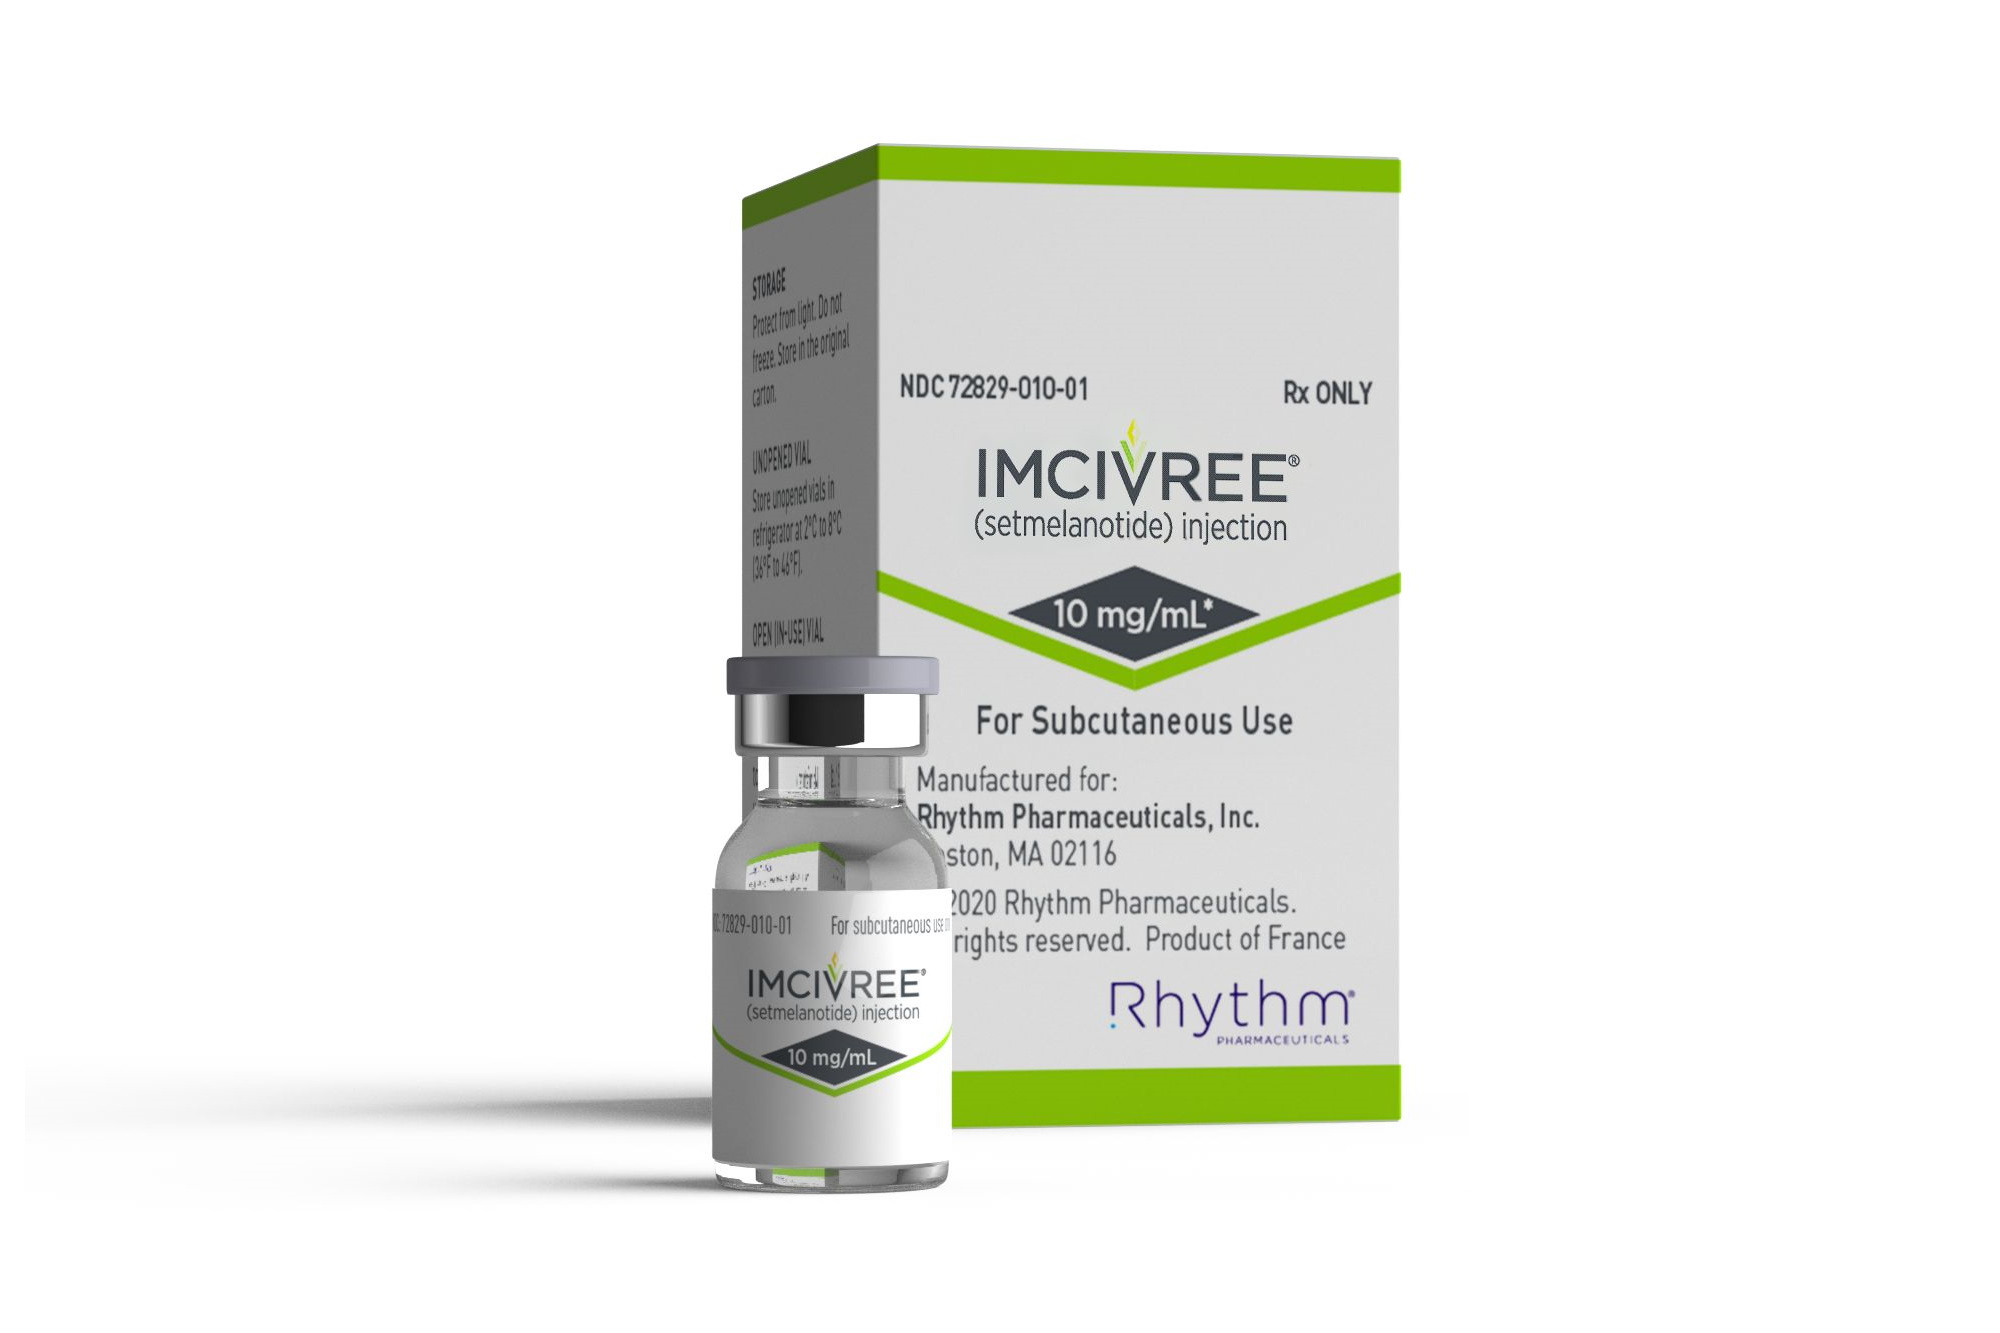 STORAGE
Protect from light. Do not
freeze. Store in the original
carton.
UNOPENED VIAL
Store unopened vials in
refrigerator at 2°C to 8°C
(36°F to 46°F).
OPEN (IN-USE) VIAL
NDC 72829-010-01 Rx ONLY
IMCIVREE®
(setmelanotide) injection
10 mg/mL*
For Subcutaneous Use
Manufactured for:
Rhythm Pharmaceuticals, Inc.
MA 02116
2020 Rhythm Pharmaceuticals.
rights reserved. Product of France
Rhythm®
PHARMACEUTICALS
72829-010-01 For subcutaneous use
IMCIVREE®
(setmelanotide) injection
10 mg/mL